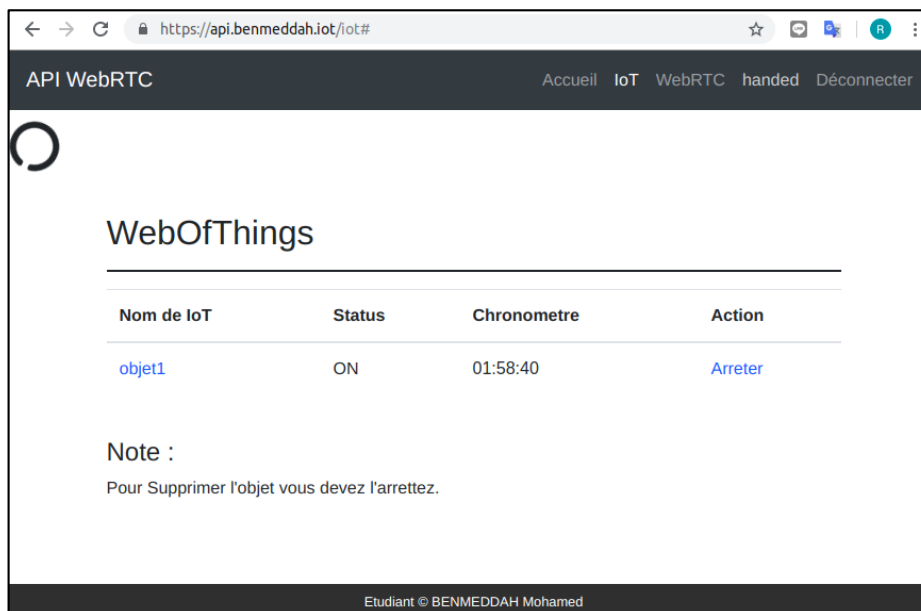 https://api.benmeddah.iot/iot#
R
API WebRTC Accueil IoT WebRTC handed Déconnecter
WebOfThings
Nom de IoT Status Chronometre Action
objet1 ON 01:58:40 Arreter
Note :
Pour Supprimer l'objet vous devez l'arrettez.
Etudiant © BENMEDDAH Mohamed